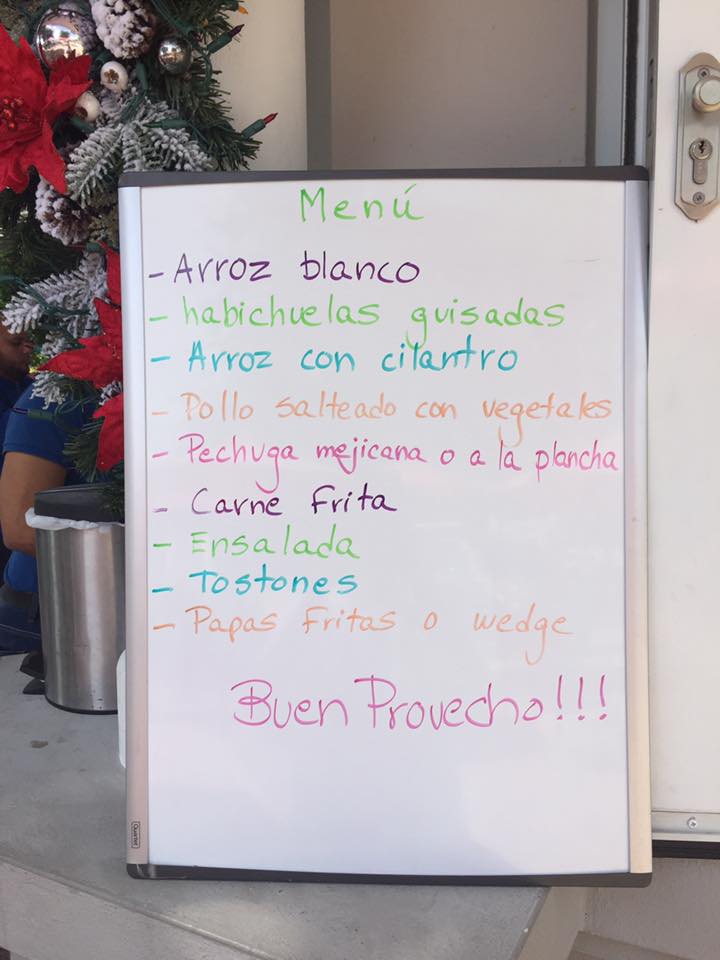 Menú
- Arroz blanco
- habichuelas guisadas
- Arroz con cilantro
- Pollo salteado con vegetales
- Pechuga mejicana o a la plancha
- Carne Frita
- Ensalada
- Tostones
- Papas Fritas o wedge
Buen Provecho!!!
Quartet